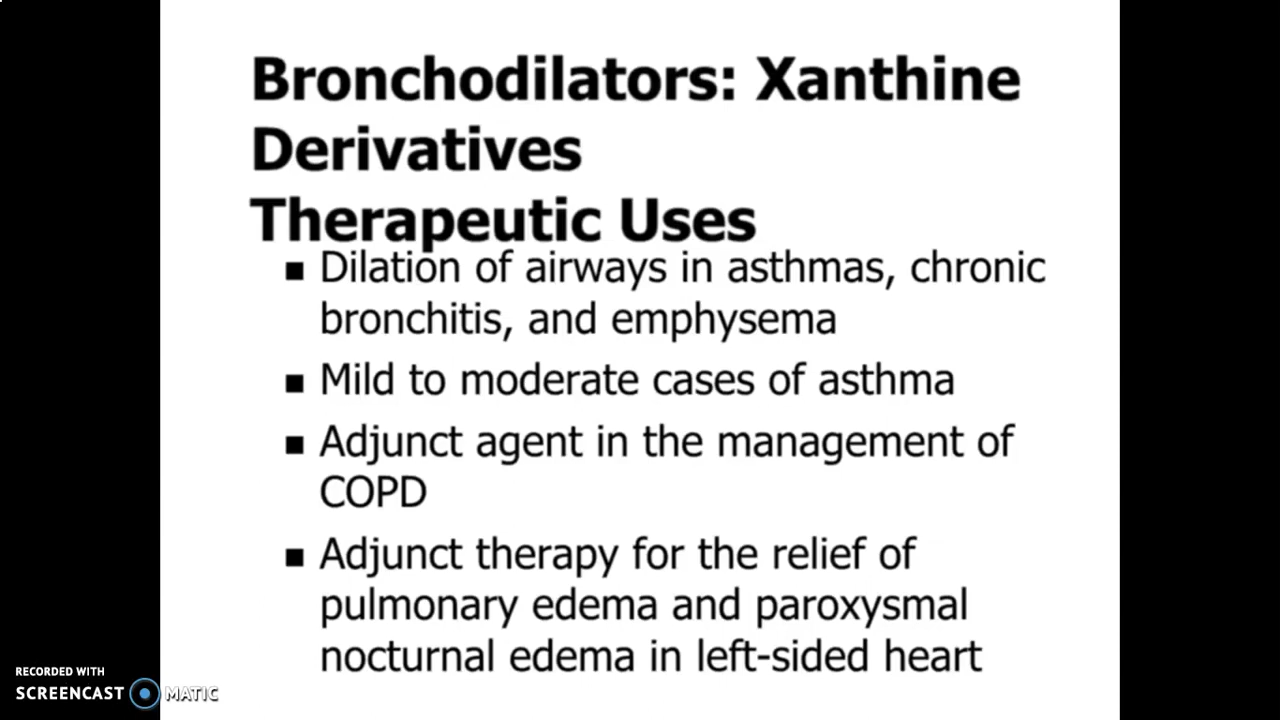 Bronchodilators: Xanthine
Derivatives
Therapeutic Uses
■ Dilation of airways in asthmas, chronic
bronchitis, and emphysema
■ Mild to moderate cases of asthma
■ Adjunct agent in the management of
COPD
■ Adjunct therapy for the relief of
pulmonary edema and paroxysmal
nocturnal edema in left-sided heart
RECORDED WITH
SCREENCAST MATIC